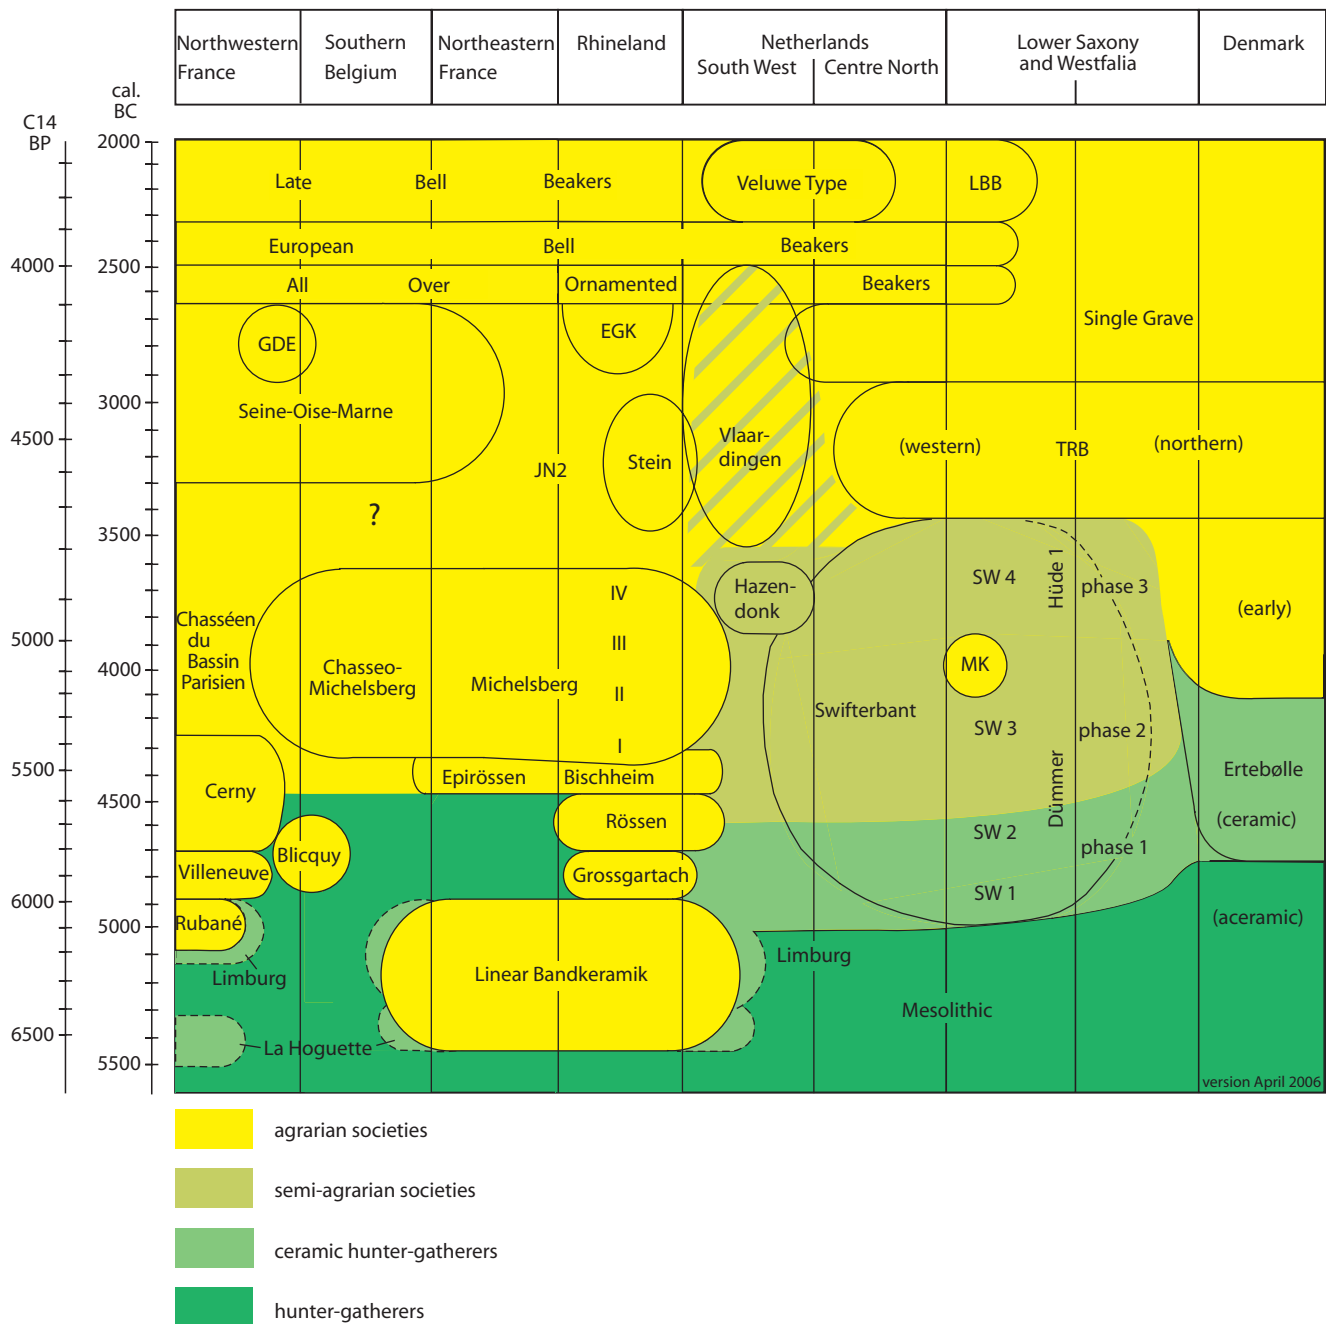 Northwestern France
Southern Belgium
Northeastern France
Rhineland
Netherlands
South West
Centre North
Lower Saxony and Westfalia
Denmark
C14 BP
cal. BC
2000
2500
3000
3500
4000
4500
5000
5500
4000
4500
5000
5500
6000
6500
Late Bell Beakers
Veluwe Type
LBB
European Bell Beakers
All Over Ornamented Beakers
GDE
EGK
Single Grave
Seine-Oise-Marne
JN2
Stein
Vlaar-
dingen
(western) TRB (northern)
?
Chasséen
du
Bassin
Parisien
Chasseo-
Michelsberg
Michelsberg
IV
III
II
I
Hazen-
donk
SW 4
Hüde 1
phase 3
(early)
MK
Swifterbant
SW 3
phase 2
Dümmer
Cerny
Epirössen
Bischheim
Ertebølle
(ceramic)
Rössen
SW 2
phase 1
Blicquy
Villeneuve
Grossgartach
SW 1
Rubané
(aceramic)
Limburg
Linear Bandkeramik
Limburg
Mesolithic
La Hoguette
version April 2006
agrarian societies
semi-agrarian societies
ceramic hunter-gatherers
hunter-gatherers